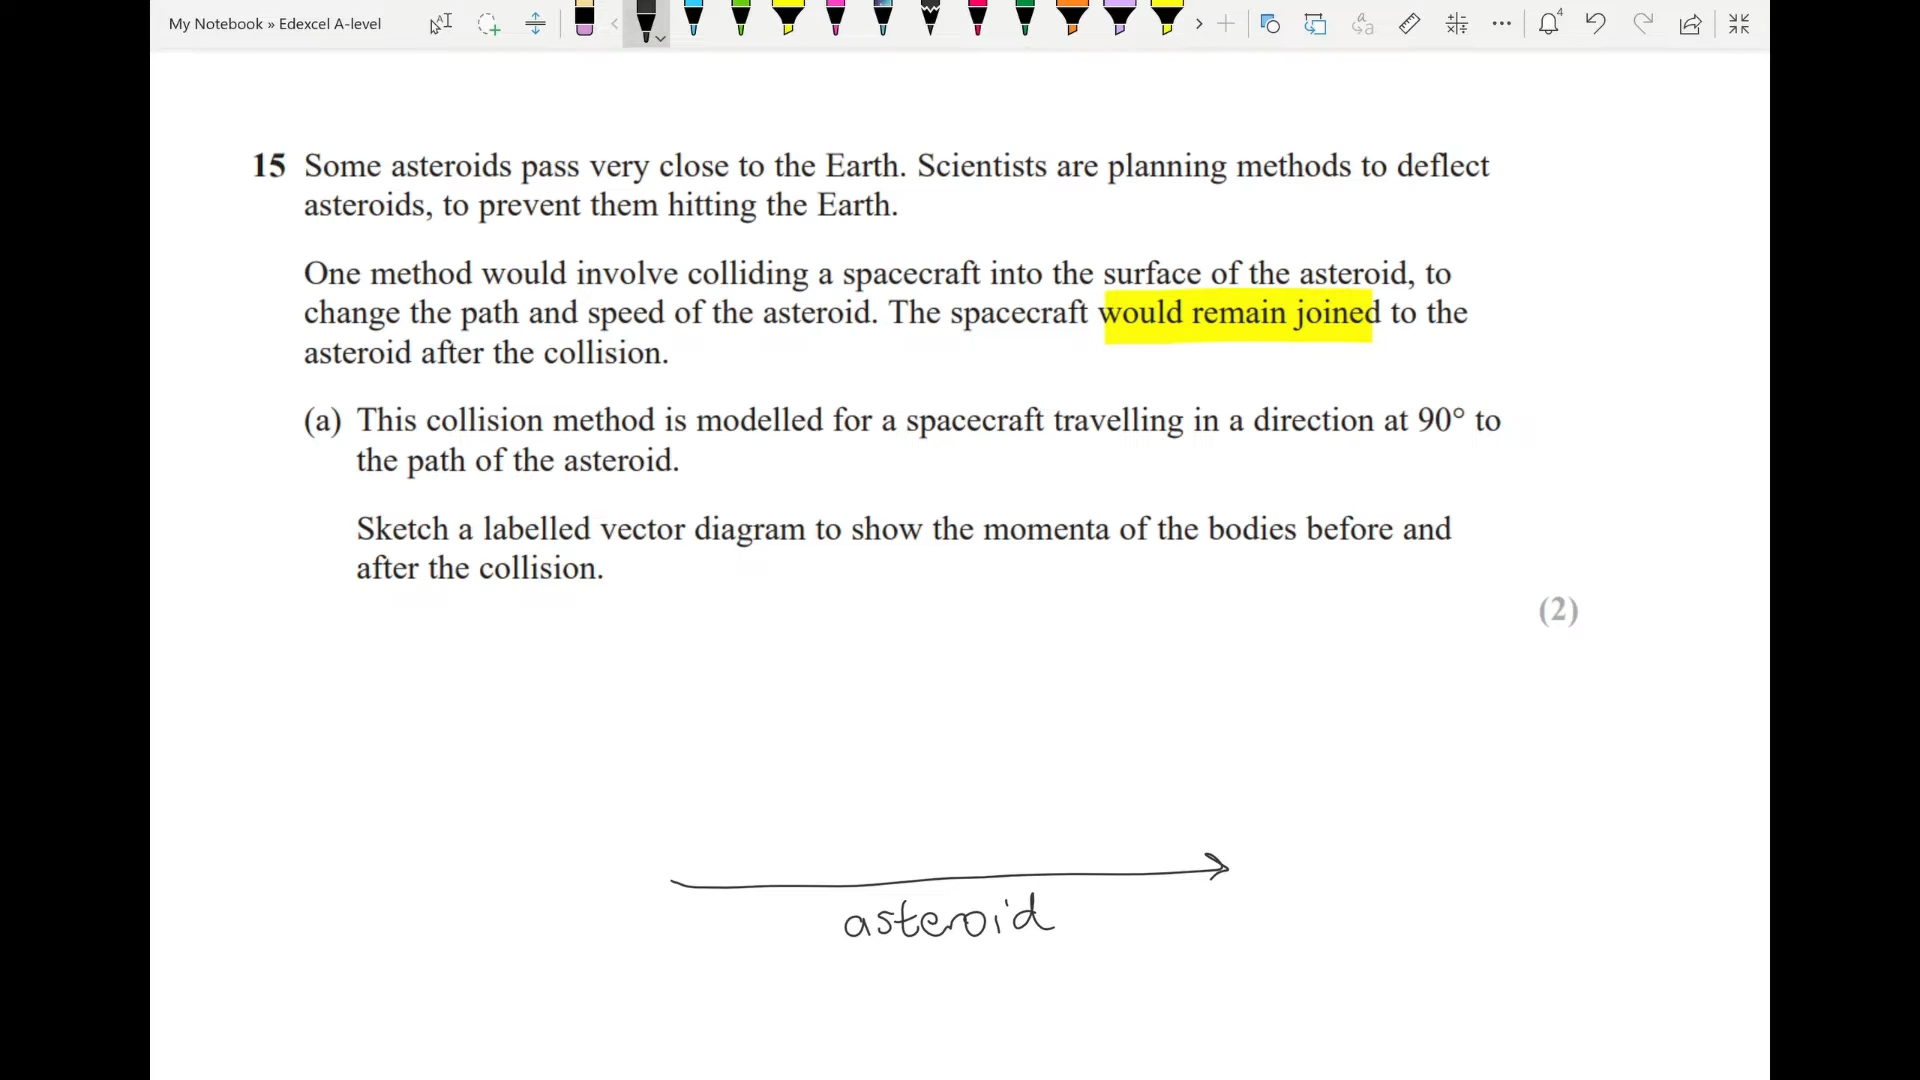 My Notebook » Edexcel A-level
15 Some asteroids pass very close to the Earth. Scientists are planning methods to deflect
asteroids, to prevent them hitting the Earth.
One method would involve colliding a spacecraft into the surface of the asteroid, to
change the path and speed of the asteroid. The spacecraft would remain joined to the
asteroid after the collision.
(a) This collision method is modelled for a spacecraft travelling in a direction at 90° to
the path of the asteroid.
Sketch a labelled vector diagram to show the momenta of the bodies before and
after the collision.
(2)
asteroid